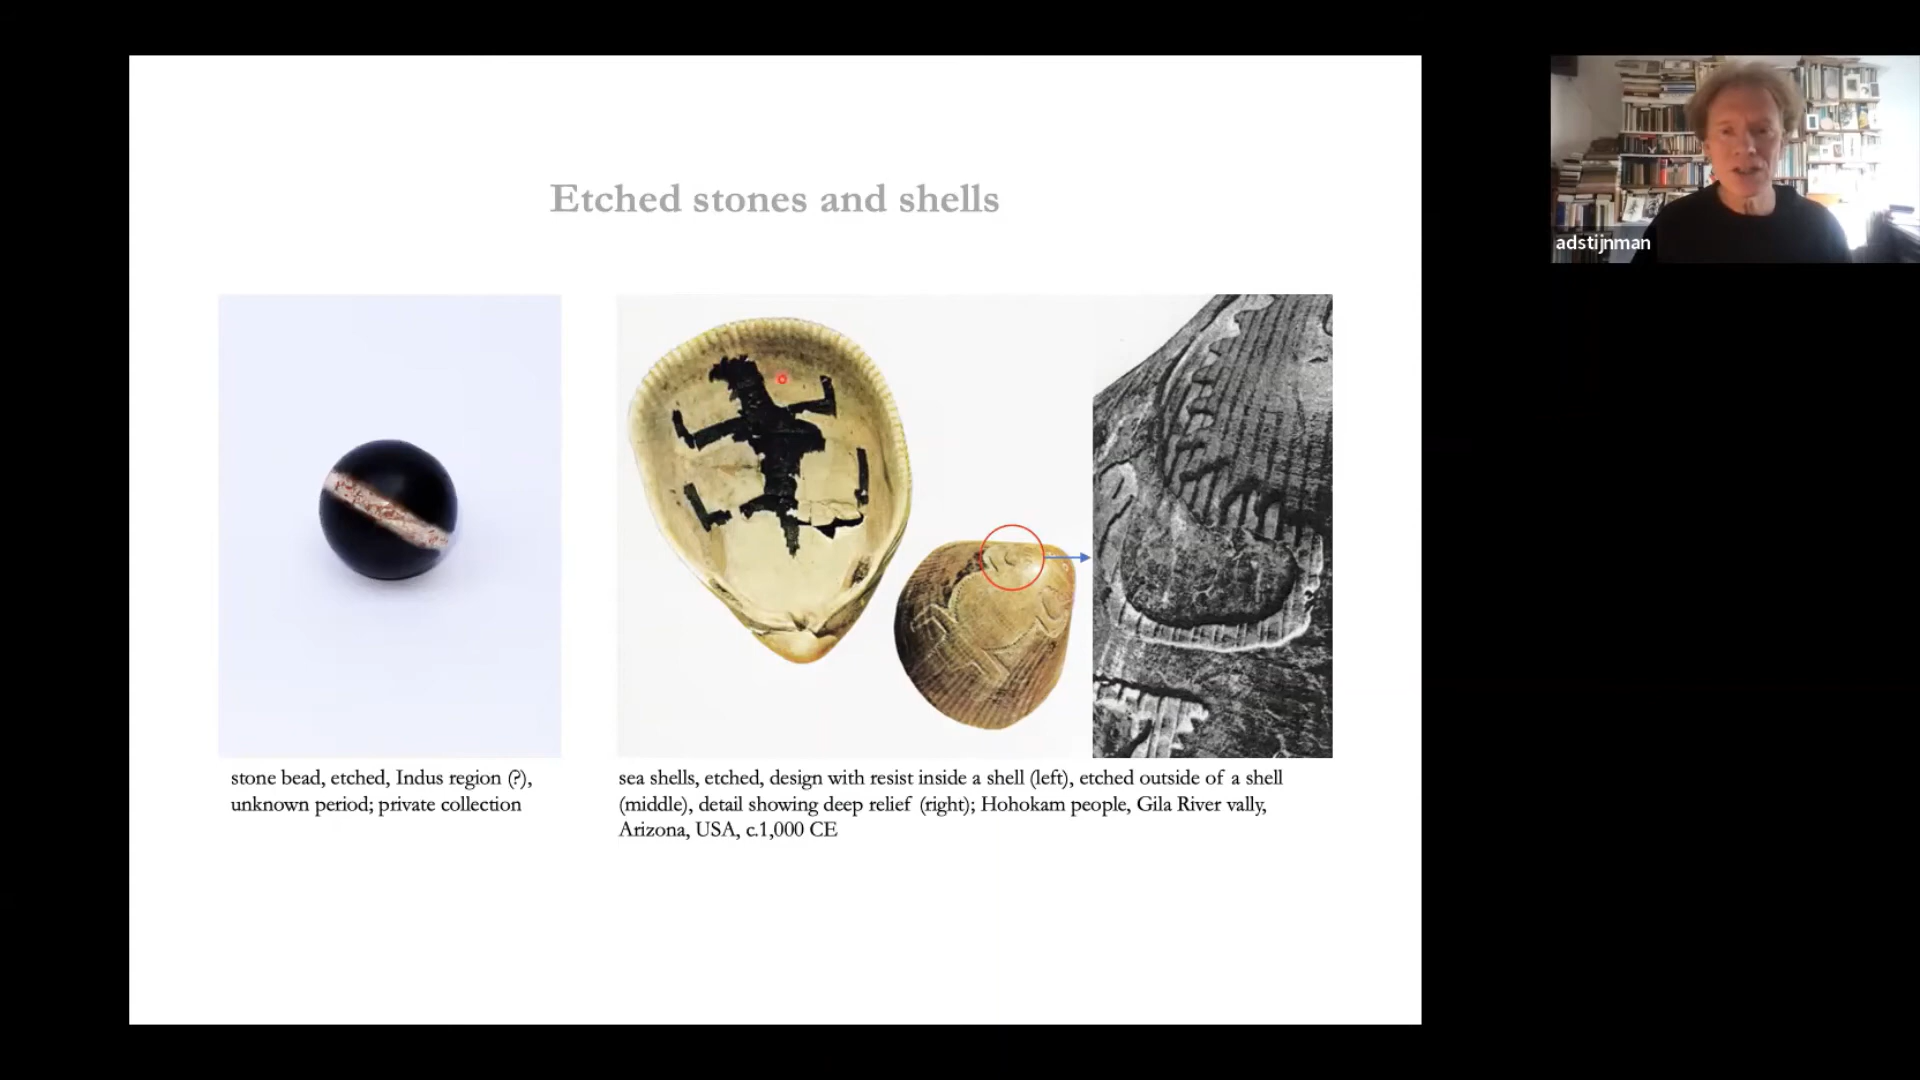 Etched stones and shells
adstijnman
stone bead, etched, Indus region (?),
unknown period; private collection
sea shells, etched, design with resist inside a shell (left), etched outside of a shell
(middle), detail showing deep relief (right); Hohokam people, Gila River vally,
Arizona, USA, c.1,000 CE